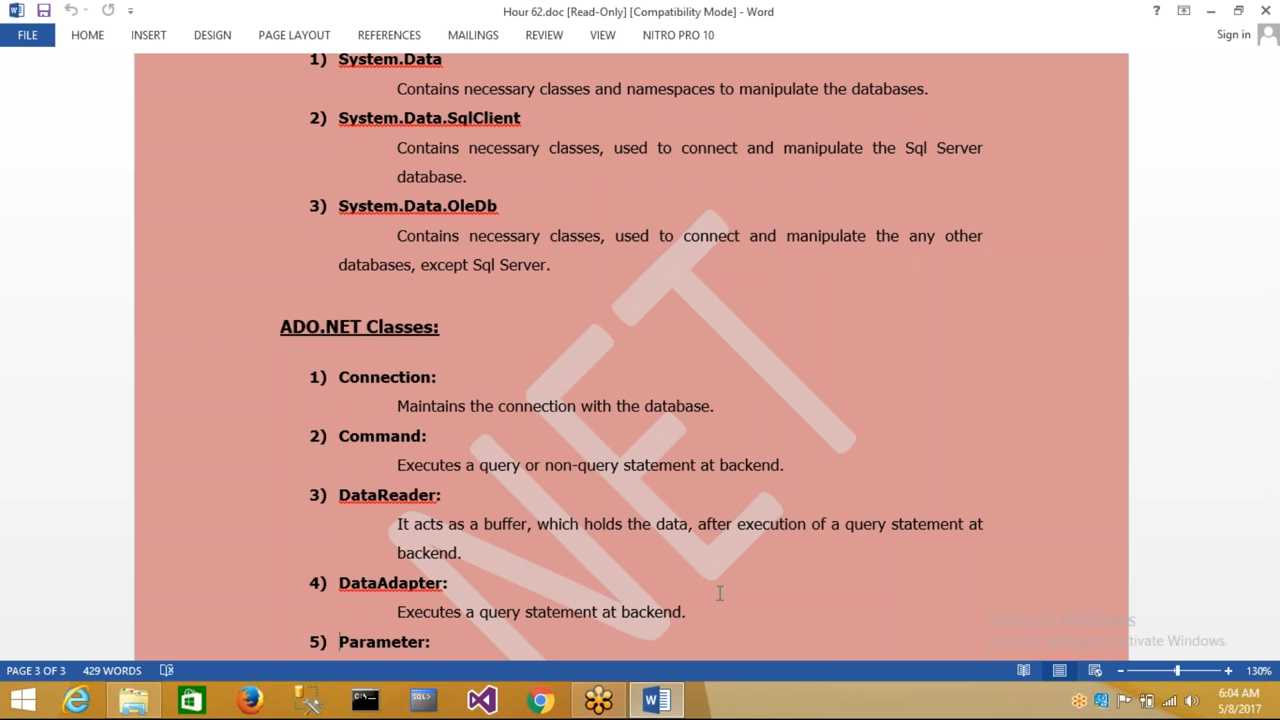 Hour 62.doc [Read-Only] [Compatibility Mode] - Word
?
FILE HOME INSERT DESIGN PAGE LAYOUT REFERENCES MAILINGS REVIEW VIEW NITRO PRO 10 Sign in
1) System.Data
Contains necessary classes and namespaces to manipulate the databases.
2) System.Data.SqlClient
Contains necessary classes, used to connect and manipulate the Sql Server
database.
3) System.Data.OleDb
Contains necessary classes, used to connect and manipulate the any other
databases, except Sql Server.
ADO.NET Classes:
1) Connection:
Maintains the connection with the database.
2) Command:
Executes a query or non-query statement at backend.
3) DataReader:
It acts as a buffer, which holds the data, after execution of a query statement at
backend.
4) DataAdapter:
Executes a query statement at backend.
5) Parameter:
.NET
Activate Windows
PAGE 3 OF 3 429 WORDS 130%
6:04 AM
5/8/2017